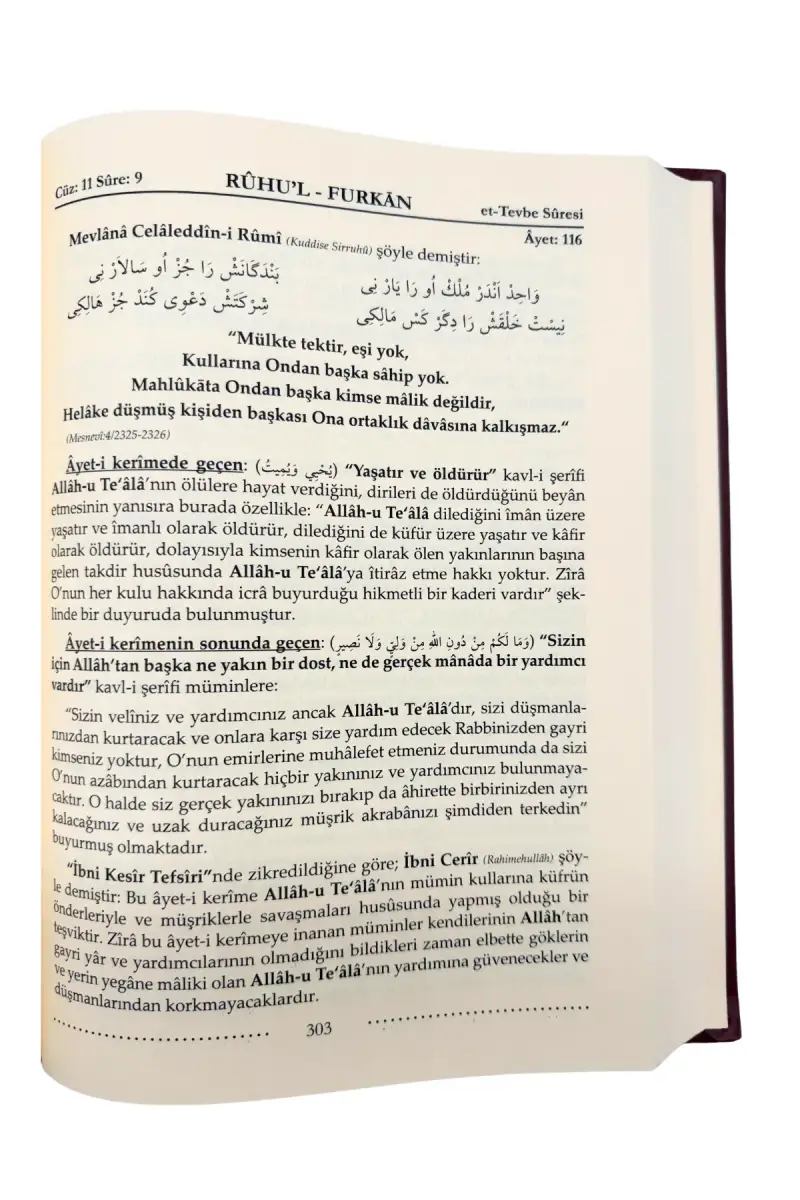 Cüz: 11 Sûre: 9
RÛHU'L - FURKĀN
et-Tevbe Sûresi
Âyet: 116
Mevlânâ Celâleddîn-i Rûmî (Kuddise Sirruhû) şöyle demiştir:
وَاحِدْ اَنْدَرْ مُلْكْ اُو رَا يَارْ نِى بَنْدَگَانَشْ رَا جُزْ اُو سَالَارْ نِى
نِيسْتْ خَلْقَشْ رَا دِگَرْ كَسْ مَالِكِى شِرْكَتَشْ دَعْوِى كُنَدْ جُزْ هَالِكِى
"Mülkte tektir, eşi yok,
Kullarına Ondan başka sâhip yok.
Mahlûkāta Ondan başka kimse mâlik değildir,
Helâke düşmüş kişiden başkası Ona ortaklık dâvâsına kalkışmaz."
(Mesnevî:4/2325-2326)
Âyet-i kerîmede geçen: (يُحْيِي وَيُمِيتُ) "Yaşatır ve öldürür" kavl-i şerîfi
Allâh-u Te'âlâ'nın ölülere hayat verdiğini, dirileri de öldürdüğünü beyân
etmesinin yanısıra burada özellikle: "Allâh-u Te'âlâ dilediğini îmân üzere
yaşatır ve îmanlı olarak öldürür, dilediğini de küfür üzere yaşatır ve kâfir
olarak öldürür, dolayısıyla kimsenin kâfir olarak ölen yakınlarının başına
gelen takdir husûsunda Allâh-u Te'âlâ'ya îtirâz etme hakkı yoktur. Zîrâ
O'nun her kulu hakkında icrâ buyurduğu hikmetli bir kaderi vardır" şek-
linde bir duyuruda bulunmuştur.
Âyet-i kerîmenin sonunda geçen: (وَمَا لَكُمْ مِنْ دُونِ اللهِ مِنْ وَلِيٍّ وَلَا نَصِيرٍ) "Sizin
için Allâh'tan başka ne yakın bir dost, ne de gerçek mânâda bir yardımcı
vardır" kavl-i şerîfi müminlere:
"Sizin velîniz ve yardımcınız ancak Allâh-u Te'âlâ'dır, sizi düşmanla-
rınızdan kurtaracak ve onlara karşı size yardım edecek Rabbinizden gayri
kimseniz yoktur, O'nun emirlerine muhâlefet etmeniz durumunda da sizi
O'nun azâbından kurtaracak hiçbir yakınınız ve yardımcınız bulunmaya-
caktır. O halde siz gerçek yakınınızı bırakıp da âhirette birbirinizden ayrı
kalacağınız ve uzak duracağınız müşrik akrabânızı şimdiden terkedin"
buyurmuş olmaktadır.
"İbni Kesîr Tefsîri"nde zikredildiğine göre; İbni Cerîr (Rahimehullâh) şöy-
le demiştir: Bu âyet-i kerîme Allâh-u Te'âlâ'nın mümin kullarına küfrün
önderleriyle ve müşriklerle savaşmaları husûsunda yapmış olduğu bir
teşviktir. Zîrâ bu âyet-i kerîmeye inanan müminler kendilerinin Allâh'tan
gayri yâr ve yardımcılarının olmadığını bildikleri zaman elbette göklerin
ve yerin yegâne mâliki olan Allâh-u Te'âlâ'nın yardımına güvenecekler ve
düşmanlarından korkmayacaklardır.
303